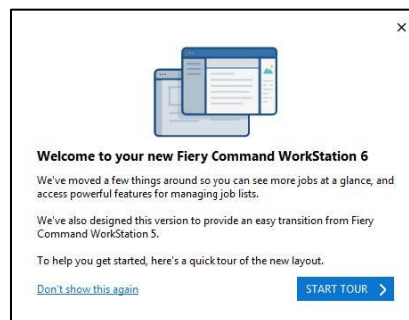 Welcome to your new Fiery Command WorkStation 6
We've moved a few things around so you can see more jobs at a glance, and
access powerful features for managing job lists.
We've also designed this version to provide an easy transition from Fiery
Command WorkStation 5.
To help you get started, here's a quick tour of the new layout.
Don't show this again
START TOUR